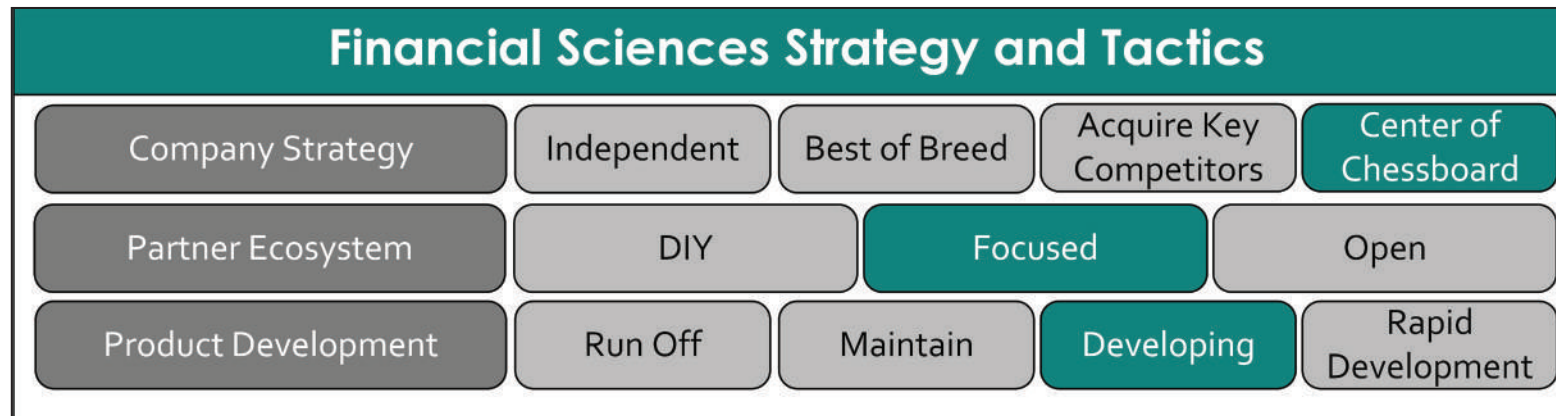 Financial Sciences Strategy and Tactics
Company Strategy
Independent
Best of Breed
Acquire Key
Competitors
Center of
Chessboard
Partner Ecosystem
DIY
Focused
Open
Product Development
Run Off
Maintain
Developing
Rapid
Development